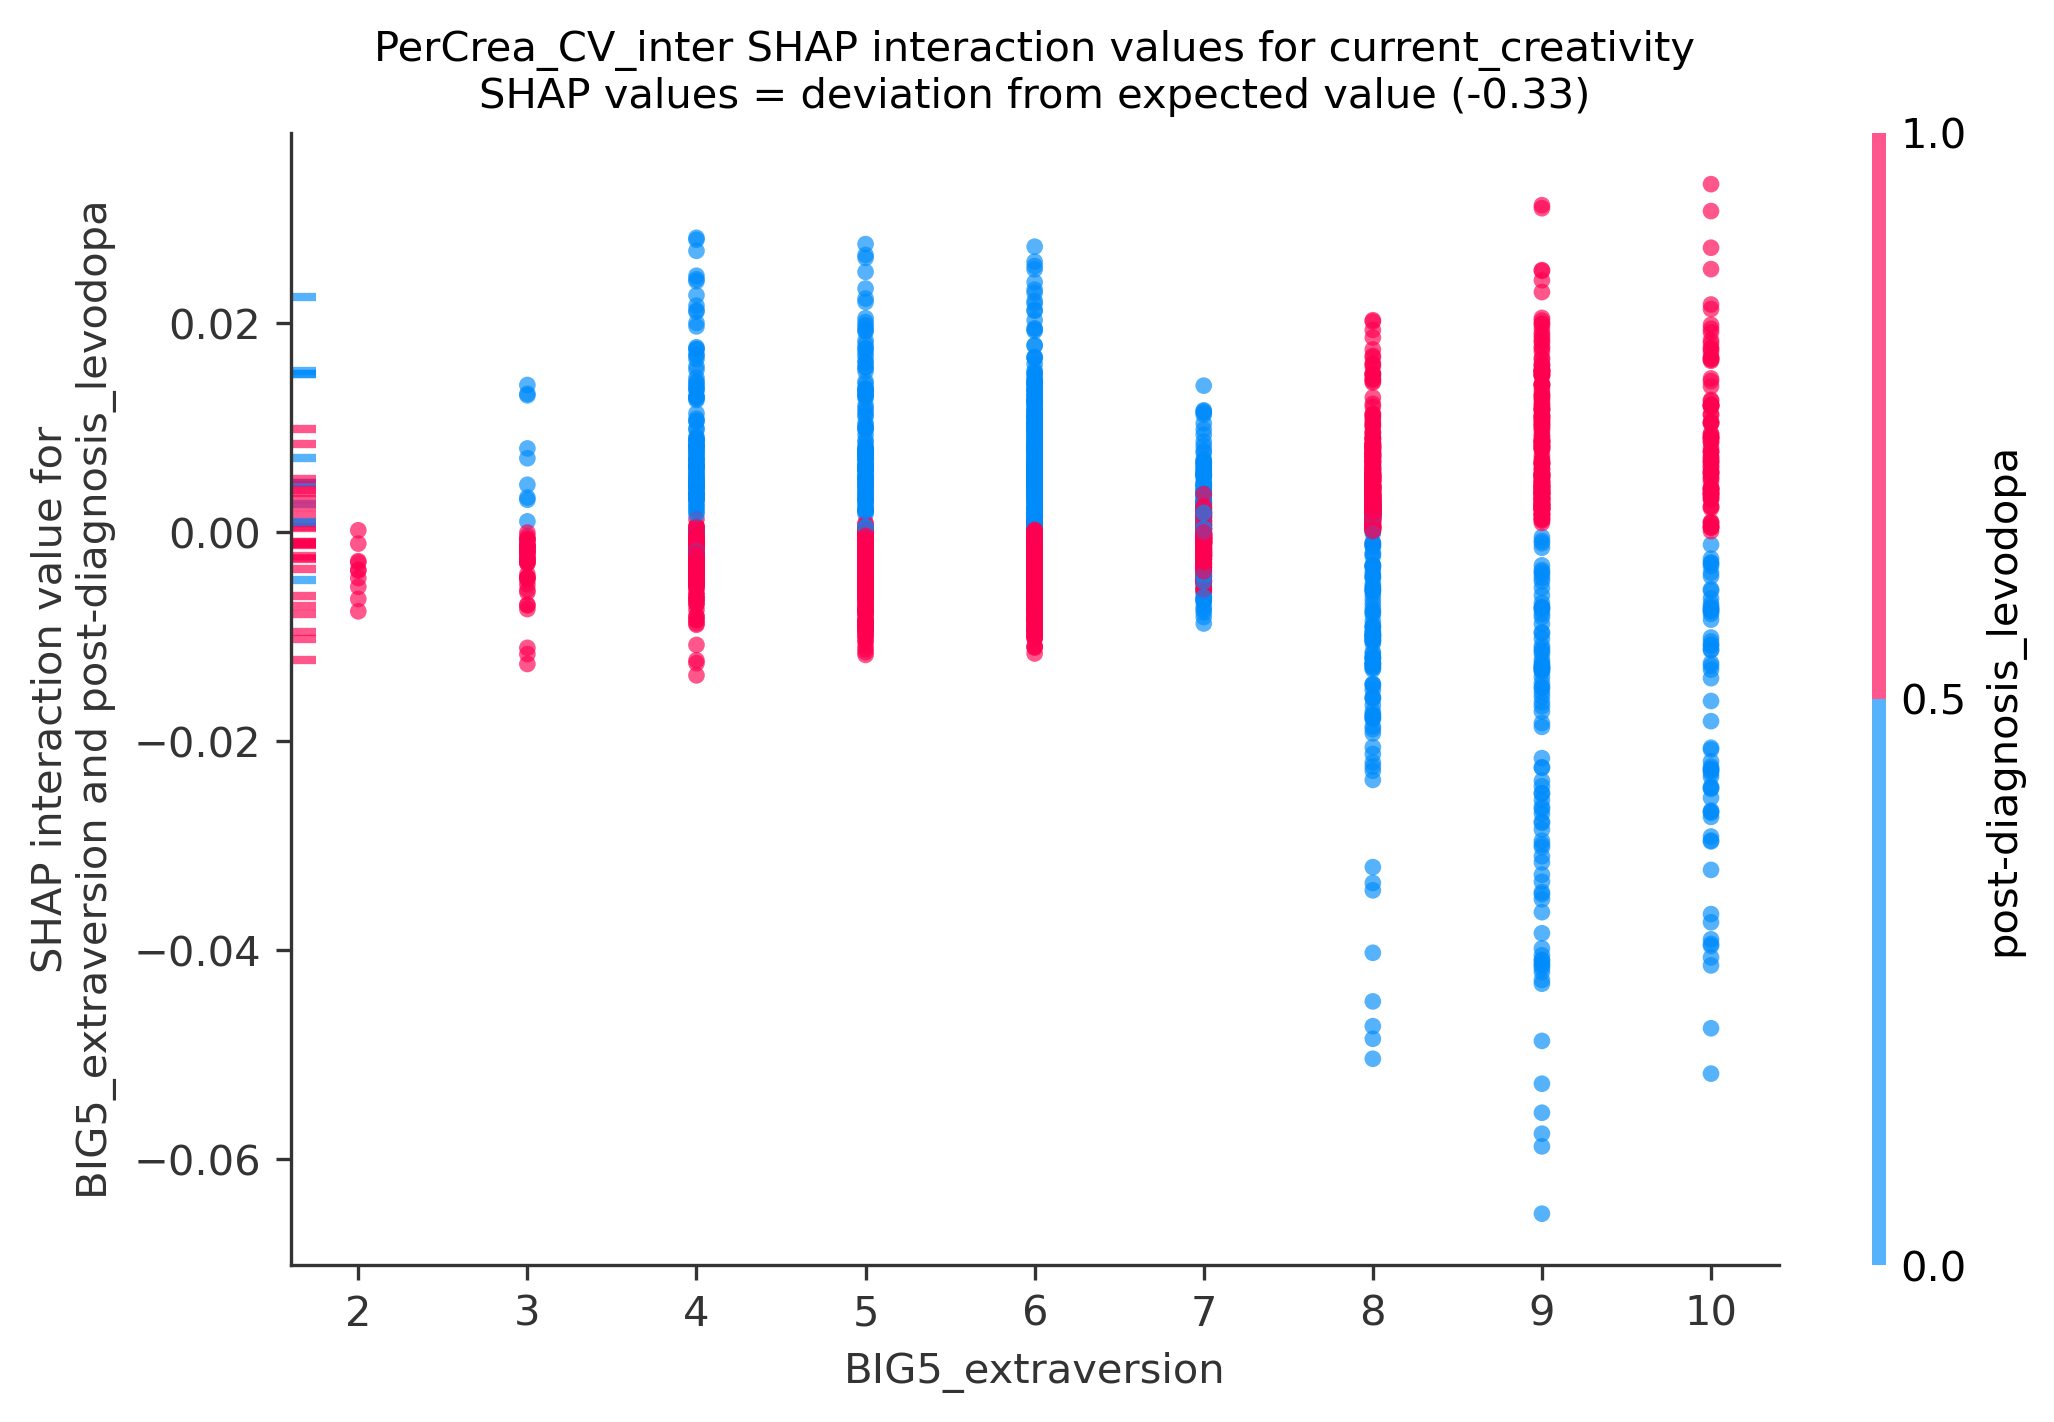 PerCrea_CV_inter SHAP interaction values for current_creativity
SHAP values = deviation from expected value (-0.33)
SHAP interaction value for
BIG5_extraversion and post-diagnosis_levodopa
0.02
0.00
−0.02
−0.04
−0.06
2 3 4 5 6 7 8 9 10
BIG5_extraversion
1.0
0.5
0.0
post-diagnosis_levodopa